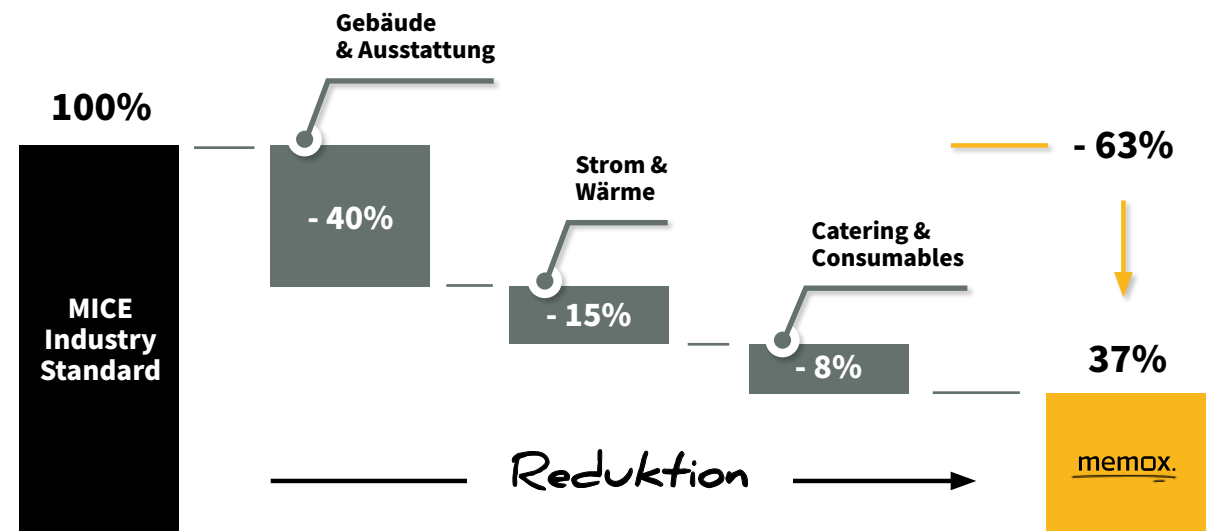 Gebäude
& Ausstattung
100%
- 63%
Strom &
Wärme
- 40%
Catering &
Consumables
MICE
Industry
Standard
- 15%
- 8%
37%
Reduktion
memox.